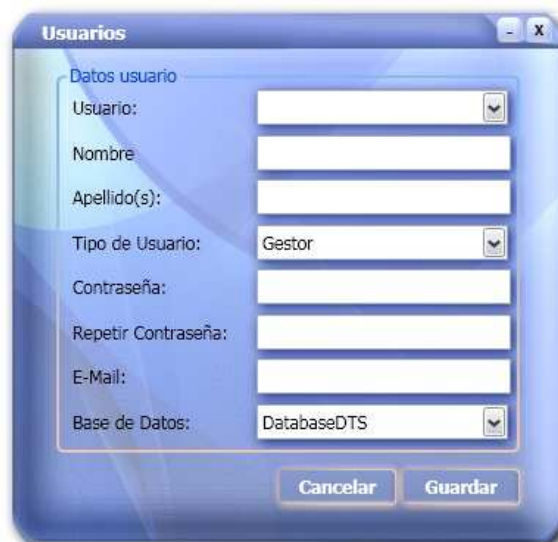 Usuarios - X
Datos usuario
Usuario:
Nombre
Apellido(s):
Tipo de Usuario: Gestor
Contraseña:
Repetir Contraseña:
E-Mail:
Base de Datos: DatabaseDTS
Cancelar Guardar